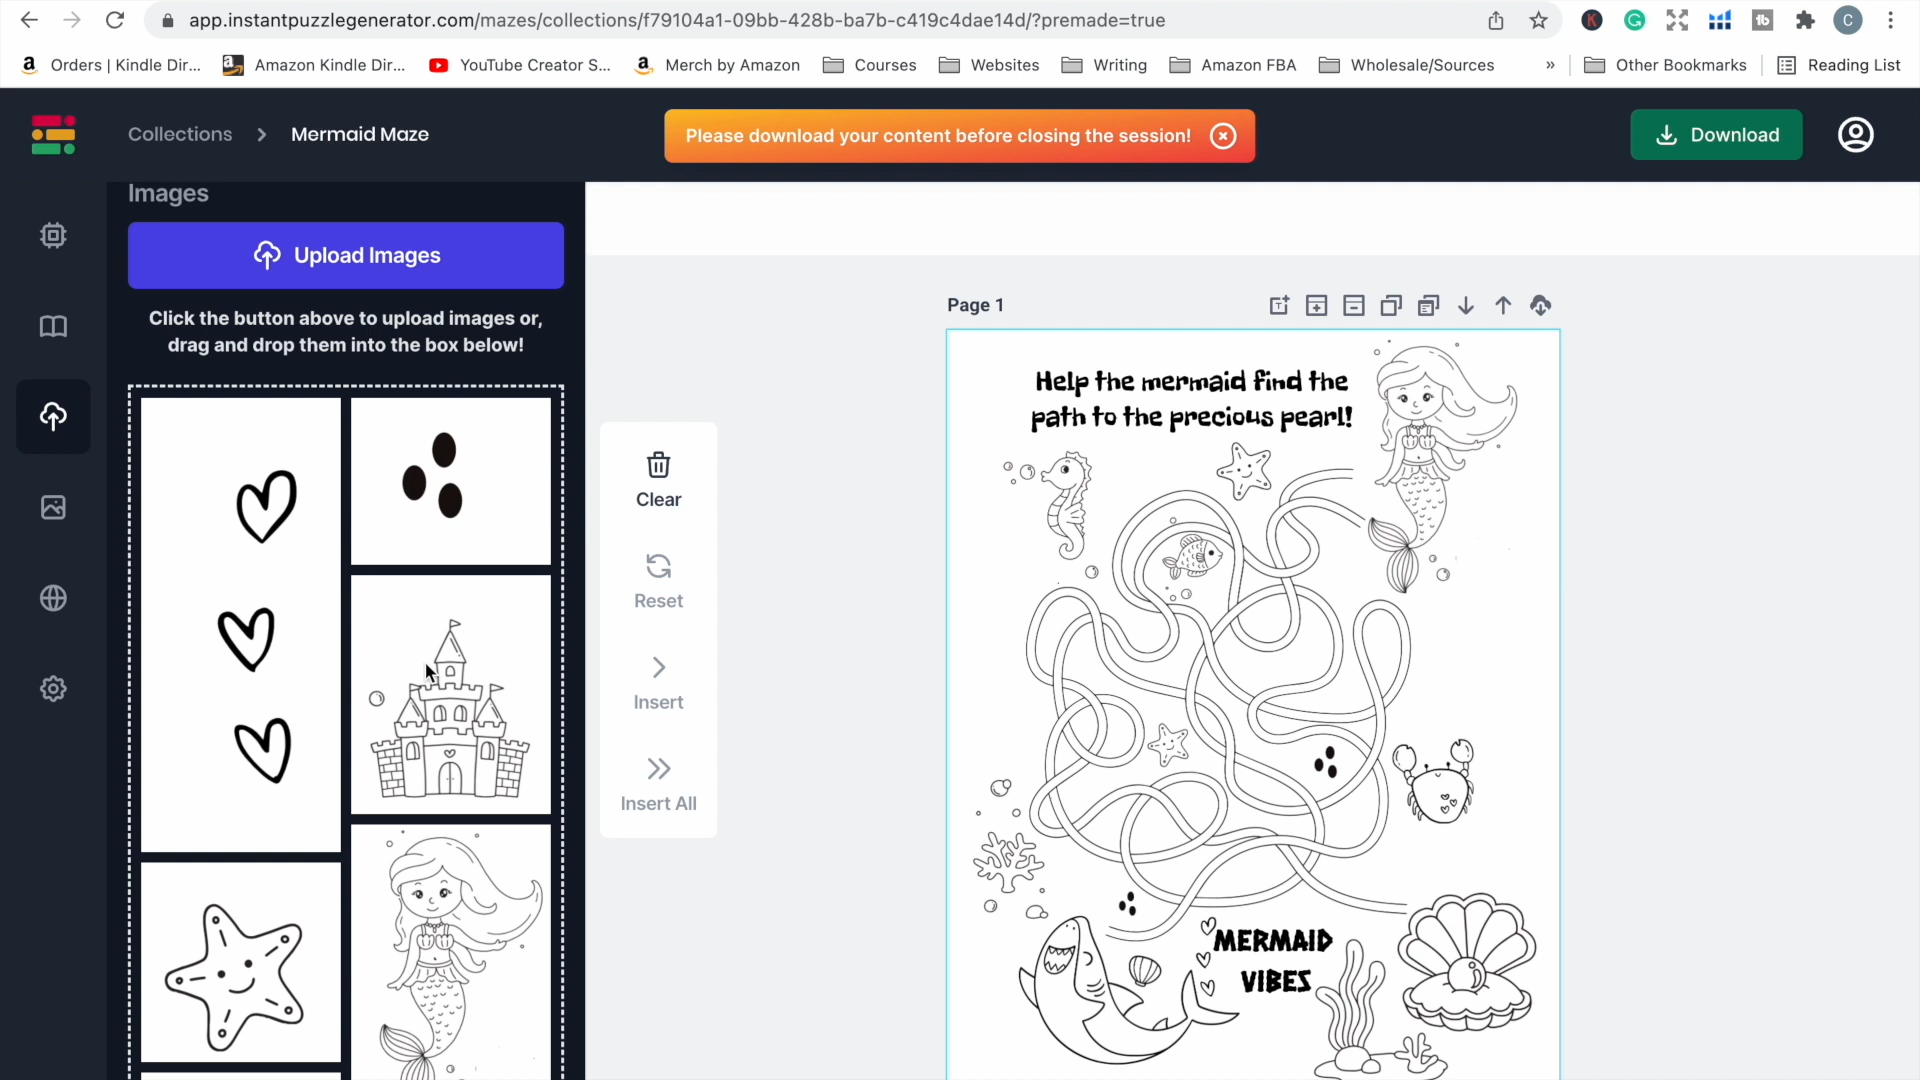 app.instantpuzzlegenerator.com/mazes/collections/f79104a1-09bb-428b-ba7b-c419c4dae14d/?premade=true
C
Orders | Kindle Dir...
Amazon Kindle Dir...
YouTube Creator S...
Merch by Amazon
Courses
Websites
Writing
Amazon FBA
Wholesale/Sources
»
Other Bookmarks
Reading List
Collections > Mermaid Maze
Please download your content before closing the session!
Download
Images
Upload Images
Click the button above to upload images or,
drag and drop them into the box below!
Clear
Reset
Insert
Insert All
Page 1
Help the mermaid find the
path to the precious pearl!
MERMAID
VIBES